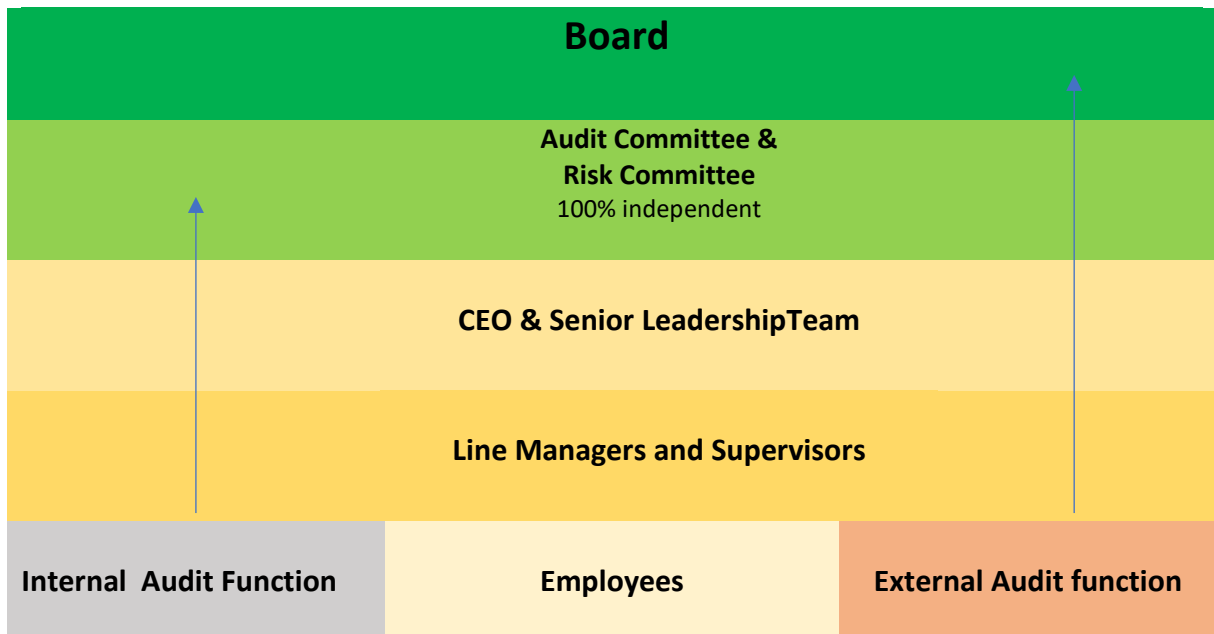 Board
Audit Committee &
Risk Committee
100% independent
CEO & Senior LeadershipTeam
Line Managers and Supervisors
Internal  Audit Function
Employees
External Audit function